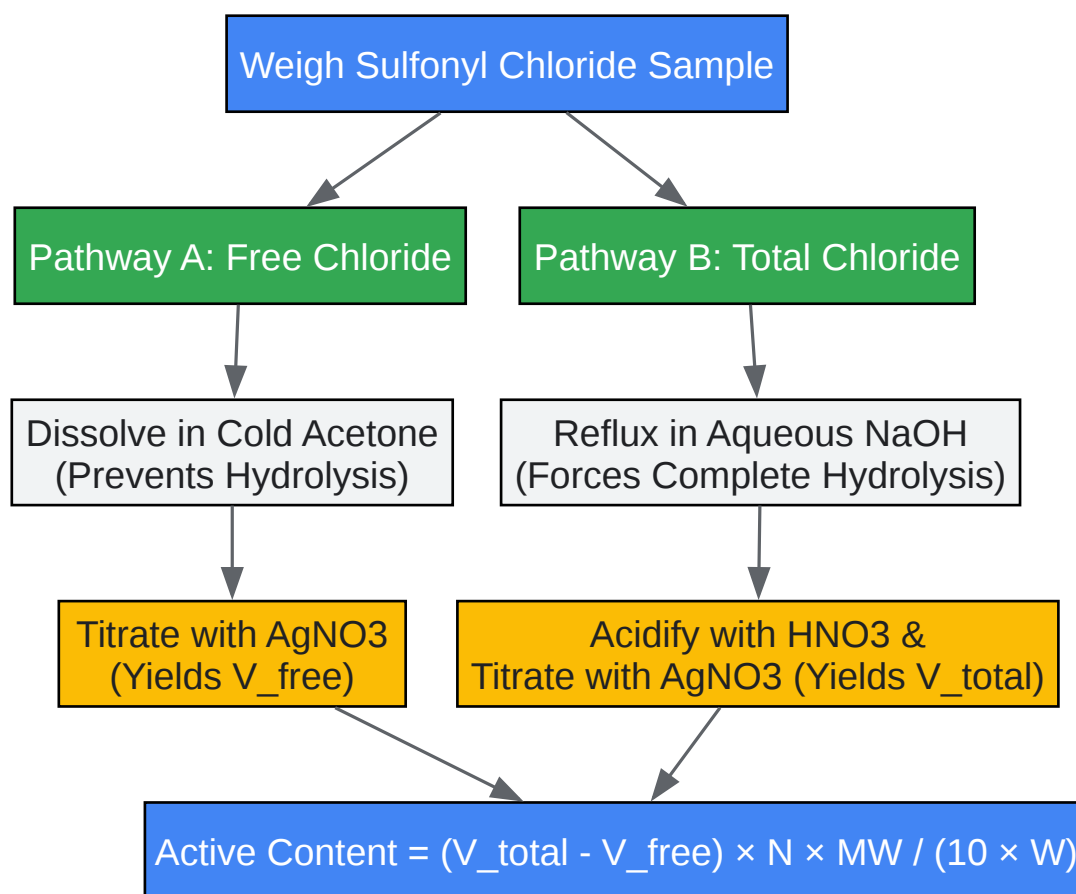 Weigh Sulfonyl Chloride Sample
Pathway A: Free Chloride
Pathway B: Total Chloride
Dissolve in Cold Acetone
(Prevents Hydrolysis)
Reflux in Aqueous NaOH
(Forces Complete Hydrolysis)
Titrate with AgNO3
(Yields V_free)
Acidify with HNO3 &
Titrate with AgNO3 (Yields V_total)
Active Content = (V_total - V_free) × N × MW / (10 × W)